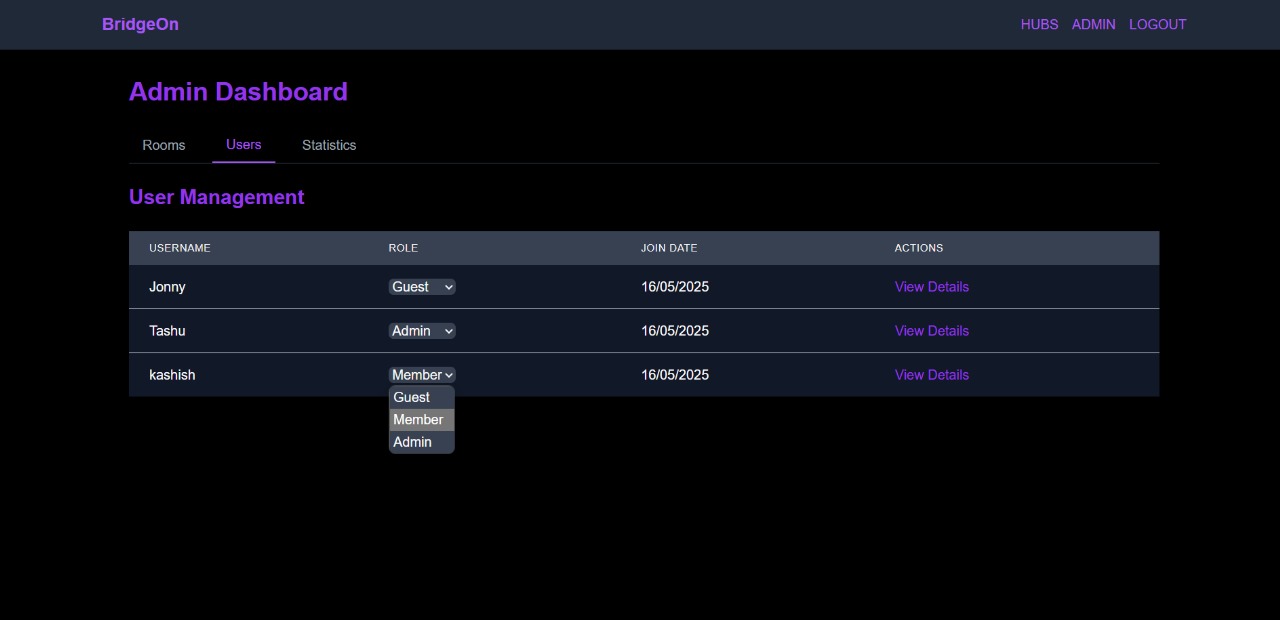 BridgeOn HUBS ADMIN LOGOUT
Admin Dashboard
Rooms Users Statistics
User Management
USERNAME ROLE JOIN DATE ACTIONS
Jonny Guest 16/05/2025 View Details
Tashu Admin 16/05/2025 View Details
kashish Member 16/05/2025 View Details
Guest
Member
Admin